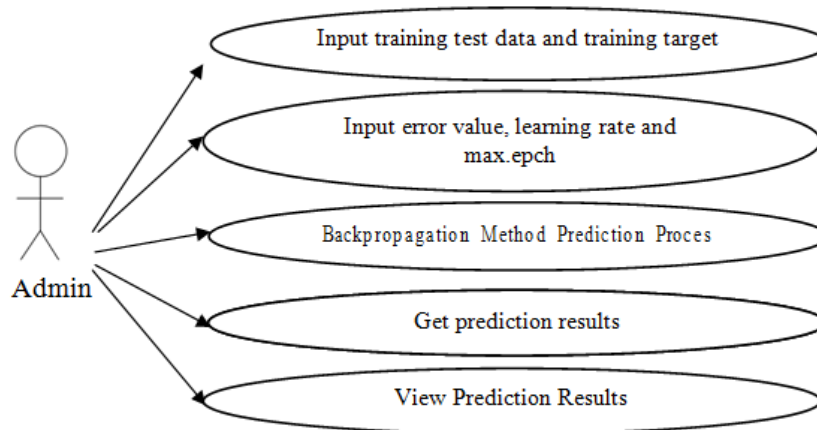 Input training test data and training target
Input error value, learning rate and
max.epch
Backpropagation Method Prediction Proces
Admin
Get prediction results
View Prediction Results